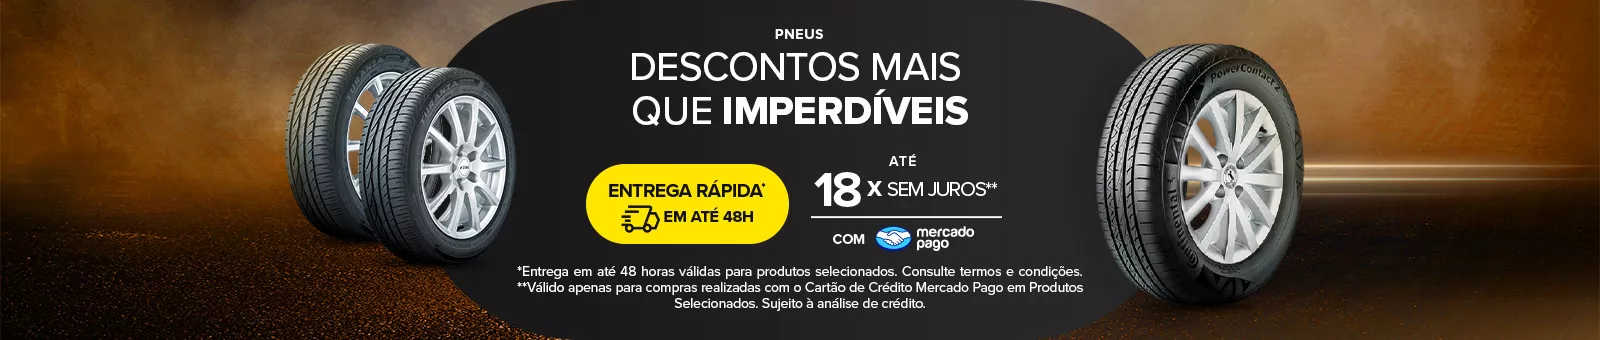 PNEUS
DESCONTOS MAIS
QUE IMPERDÍVEIS
ENTREGA RÁPIDA*
EM ATÉ 48H
ATÉ
18 X SEM JUROS**
COM mercado
pago
*Entrega em até 48 horas válidas para produtos selecionados. Consulte termos e condições.
**Válido apenas para compras realizadas com o Cartão de Crédito Mercado Pago em Produtos
Selecionados. Sujeito à análise de crédito.
PowerContact 2
Continental